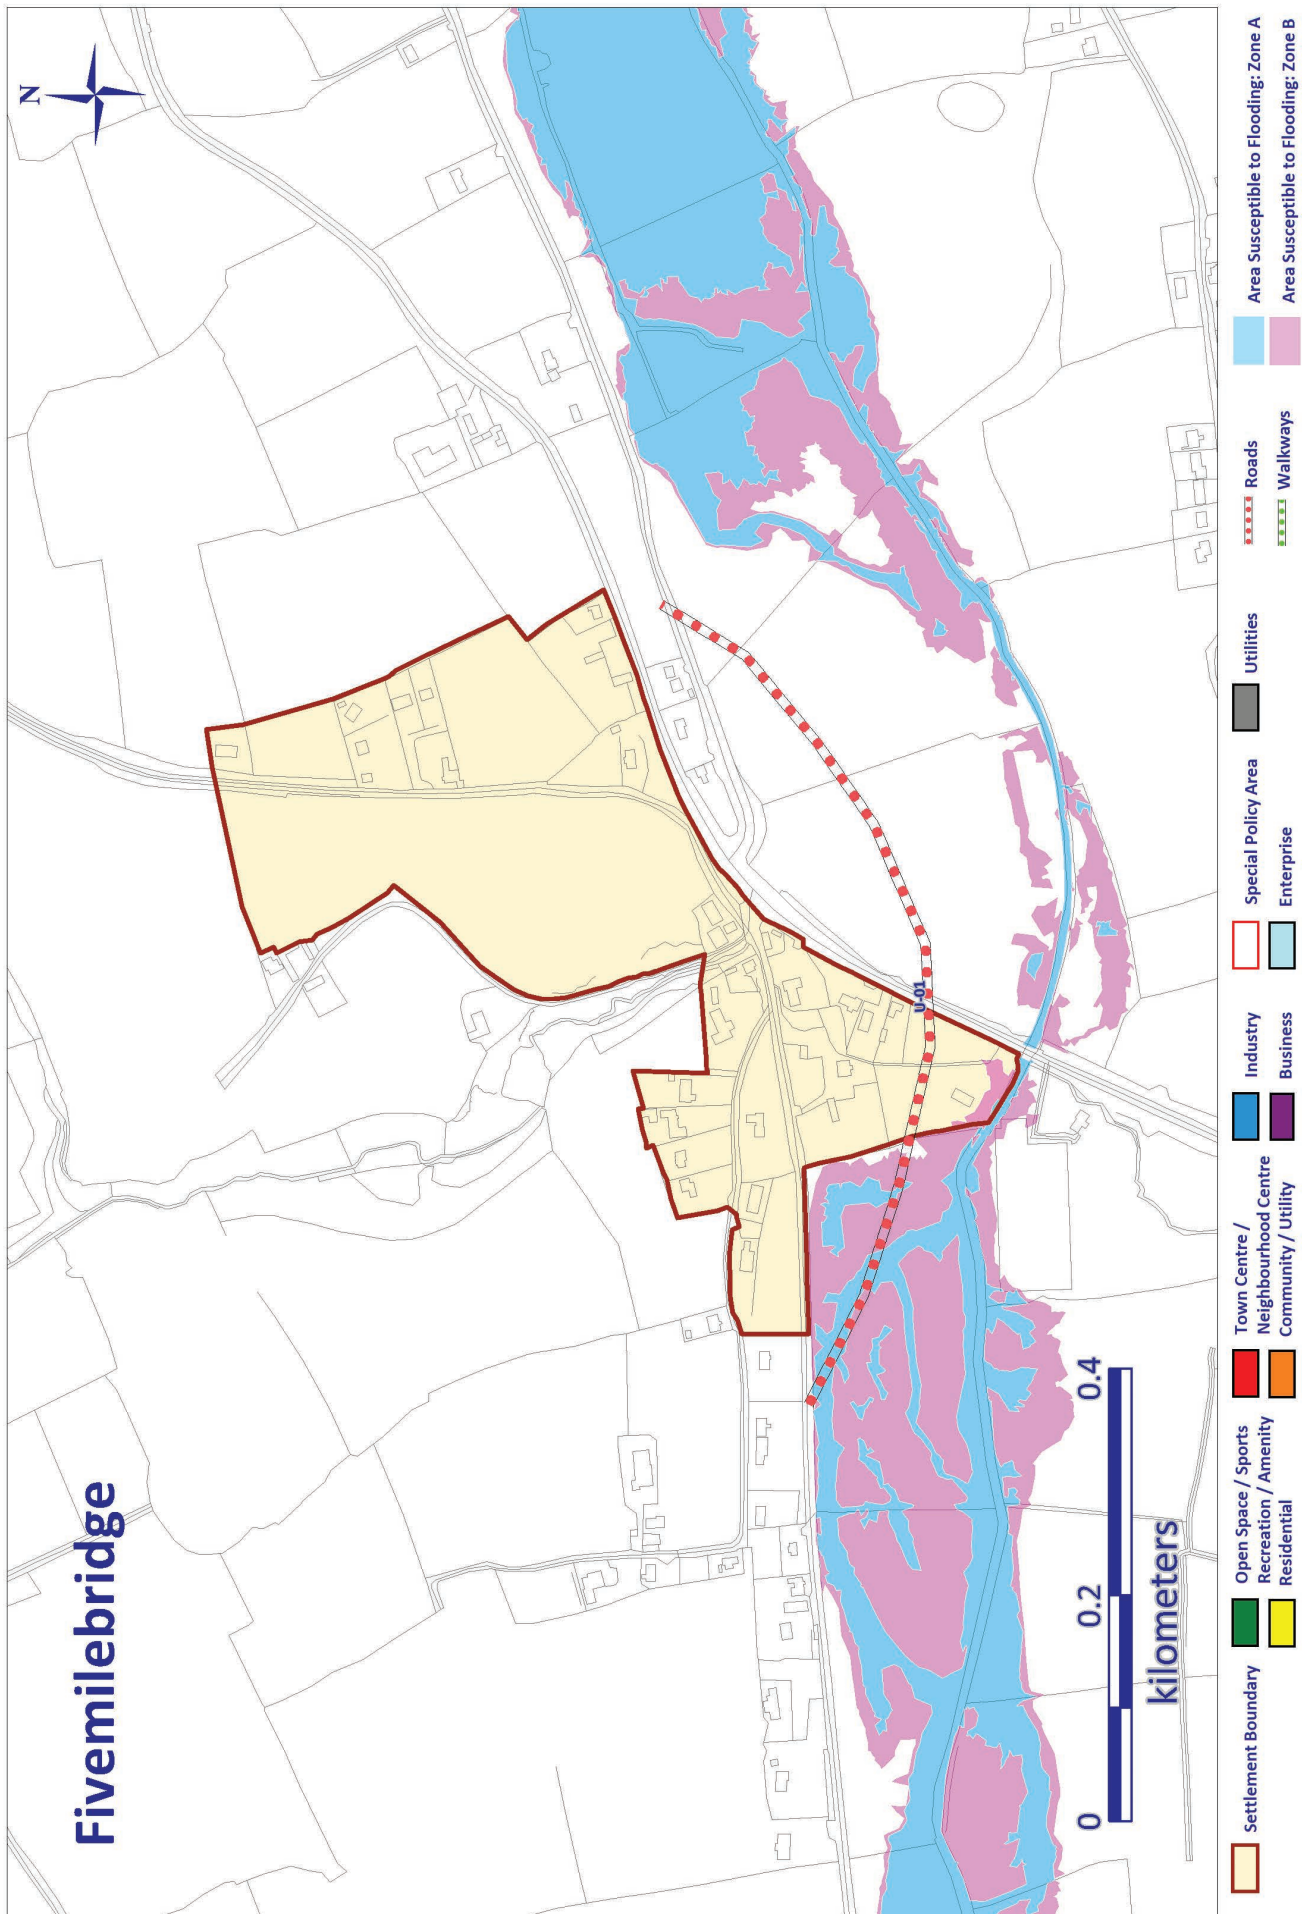 Fivemilebridge
N
U-01
0
0.2
0.4
kilometers
Settlement Boundary
Open Space / Sports
Recreation / Amenity
Residential
Town Centre /
Neighbourhood Centre
Community / Utility
Industry
Business
Special Policy Area
Enterprise
Utilities
Roads
Walkways
Area Susceptible to Flooding: Zone A
Area Susceptible to Flooding: Zone B